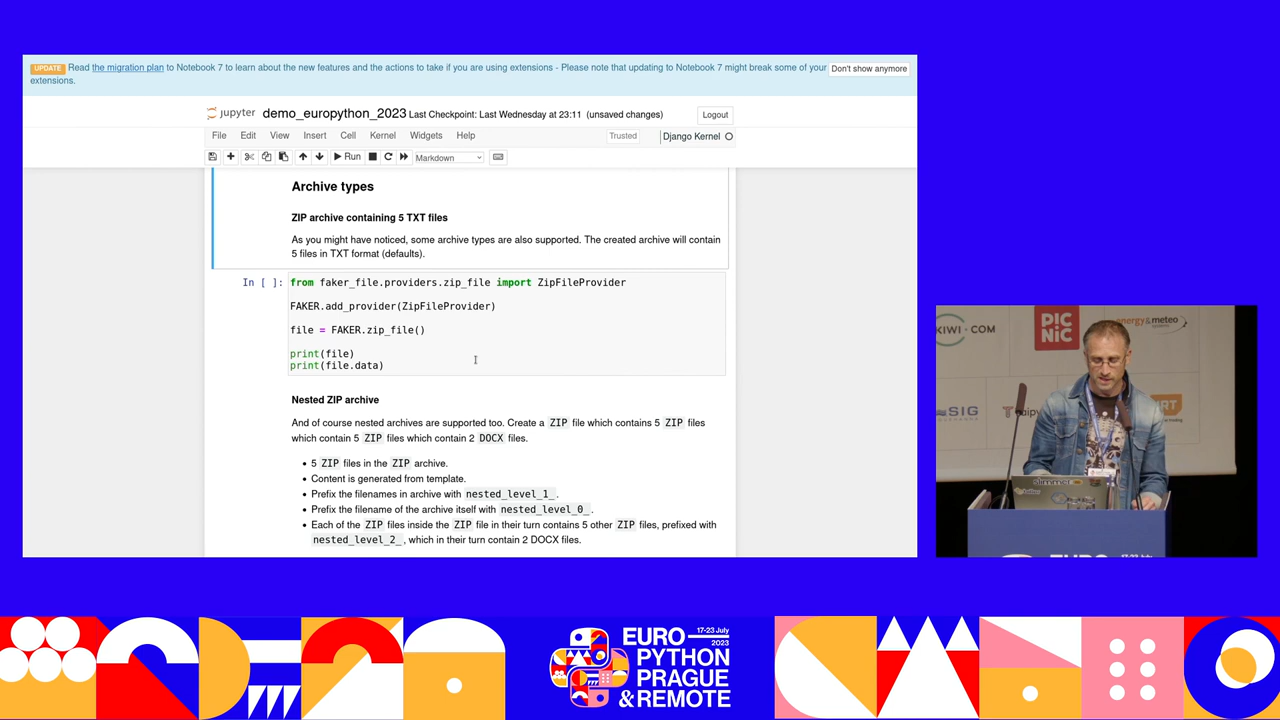 UPDATE Read the migration plan to Notebook 7 to learn about the new features and the actions to take if you are using extensions - Please note that updating to Notebook 7 might break some of your
extensions.
Don't show anymore
jupyter demo_europython_2023 Last Checkpoint: Last Wednesday at 23:11 (unsaved changes)
Logout
File Edit View Insert Cell Kernel Widgets Help
Trusted
Django Kernel
Run
Markdown
Archive types
ZIP archive containing 5 TXT files
As you might have noticed, some archive types are also supported. The created archive will contain
5 files in TXT format (defaults).
In [ ]: from faker_file.providers.zip_file import ZipFileProvider
FAKER.add_provider(ZipFileProvider)
file = FAKER.zip_file()
print(file)
print(file.data)
Nested ZIP archive
And of course nested archives are supported too. Create a ZIP file which contains 5 ZIP files
which contain 5 ZIP files which contain 2 DOCX files.
• 5 ZIP files in the ZIP archive.
• Content is generated from template.
• Prefix the filenames in archive with nested_level_1_.
• Prefix the filename of the archive itself with nested_level_0_.
• Each of the ZIP files inside the ZIP file in their turn contains 5 other ZIP files, prefixed with
nested_level_2_, which in their turn contain 2 DOCX files.
KIWI.COM
PIC
NIC
energy&meteo
SIG
17-23 July
2023
EURO
PYTHON
PRAGUE
& REMOTE